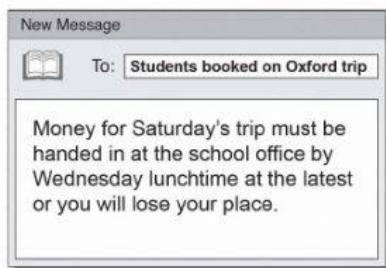 New Message
To: Students booked on Oxford trip
Money for Saturday's trip must be
handed in at the school office by
Wednesday lunchtime at the latest
or you will lose your place.